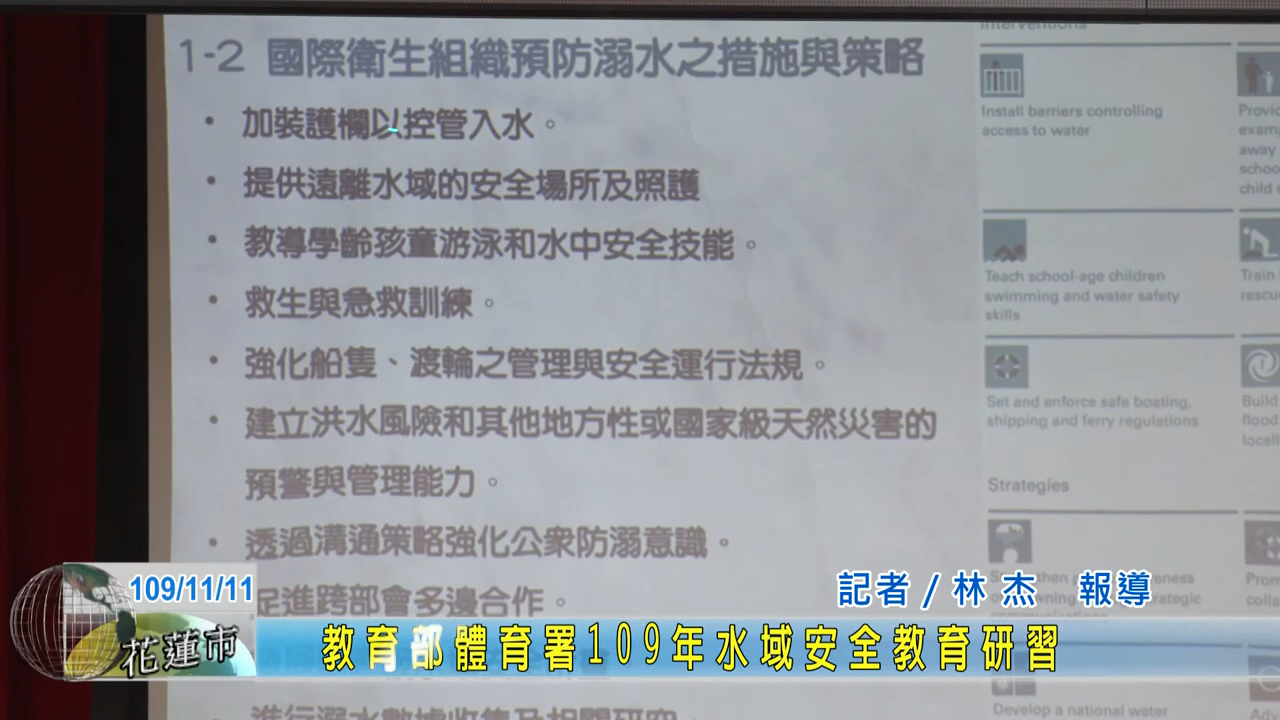 1-2 國際衛生組織預防溺水之措施與策略
• 加裝護欄以控管入水。
• 提供遠離水域的安全場所及照護
• 教導學齡孩童游泳和水中安全技能。
• 救生與急救訓練。
• 強化船隻、渡輪之管理與安全運行法規。
• 建立洪水風險和其他地方性或國家級天然災害的
預警與管理能力。
• 透過溝通策略強化公眾防溺意識。
促進跨部會多邊合作。
Interventions
Install barriers controlling
access to water
Teach school-age children
swimming and water safety
skills
Set and enforce safe boating,
shipping and ferry regulations
Strategies
Develop a national water
away
Train
Build
flood
109/11/11
記者/林杰 報導
花蓮市
教育部體育署109年水域安全教育研習